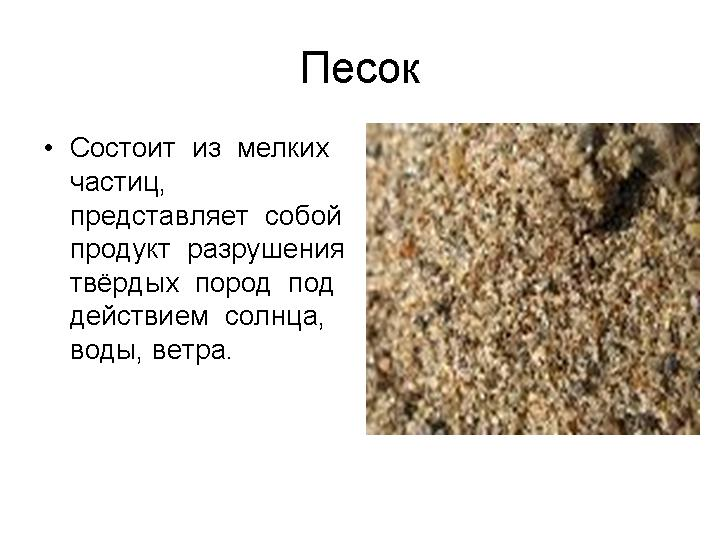 Песок
• Состоит из мелких
частиц,
представляет собой
продукт разрушения
твёрдых пород под
действием солнца,
воды, ветра.